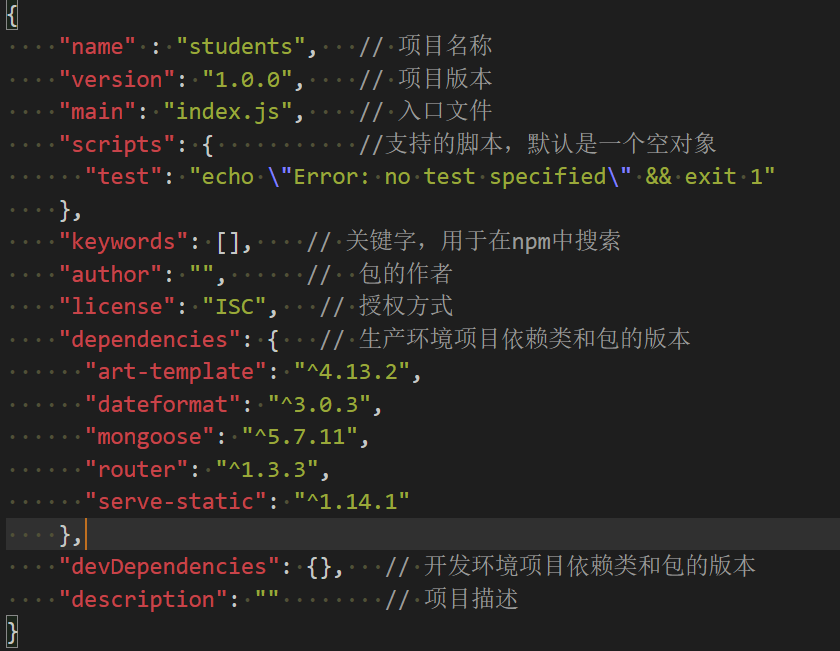 {
    "name" : "students",   // 项目名称
    "version": "1.0.0",    // 项目版本
    "main": "index.js",    // 入口文件
    "scripts": {           //支持的脚本，默认是一个空对象
      "test": "echo \"Error: no test specified\" && exit 1"
    },
    "keywords": [],    // 关键字，用于在npm中搜索
    "author": "",      //  包的作者
    "license": "ISC",   // 授权方式
    "dependencies": {   // 生产环境项目依赖类和包的版本
      "art-template": "^4.13.2",
      "dateformat": "^3.0.3",
      "mongoose": "^5.7.11",
      "router": "^1.3.3",
      "serve-static": "^1.14.1"
    },
    "devDependencies": {},   // 开发环境项目依赖类和包的版本
    "description": ""        // 项目描述
}